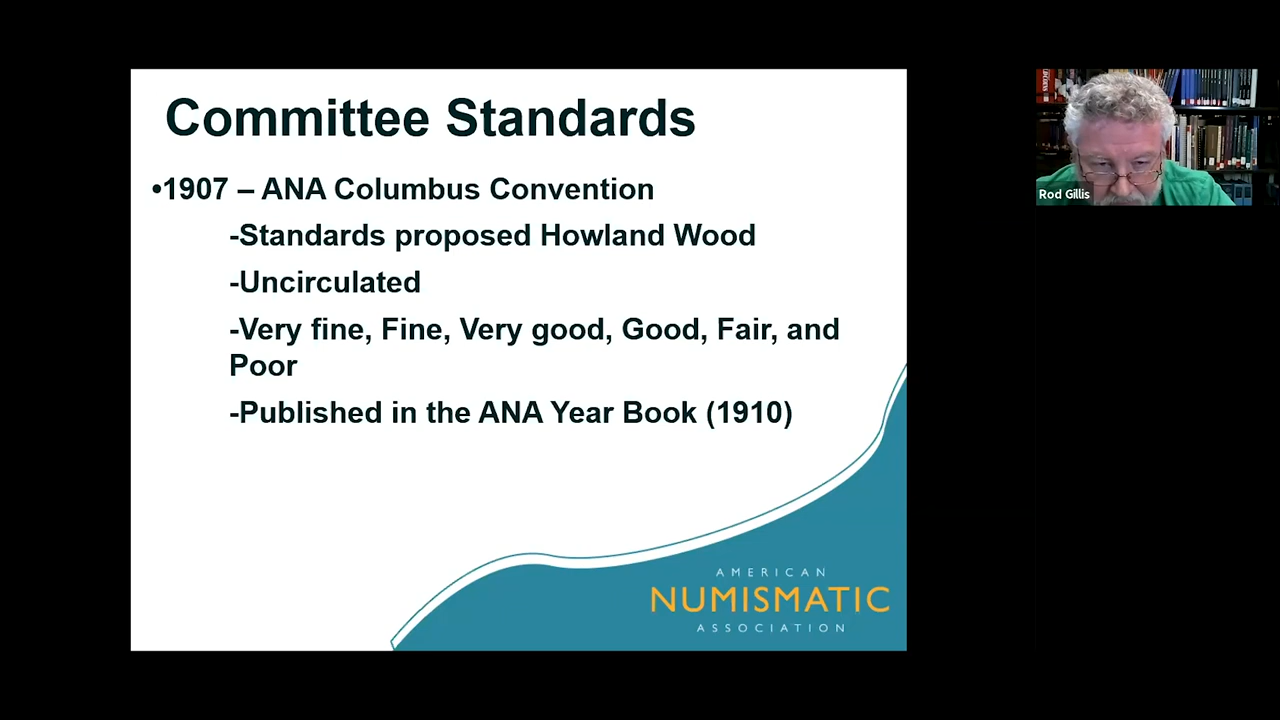 Committee Standards
•1907 – ANA Columbus Convention
-Standards proposed Howland Wood
-Uncirculated
-Very fine, Fine, Very good, Good, Fair, and
Poor
-Published in the ANA Year Book (1910)
AMERICAN
NUMISMATIC
ASSOCIATION
Rod Gillis